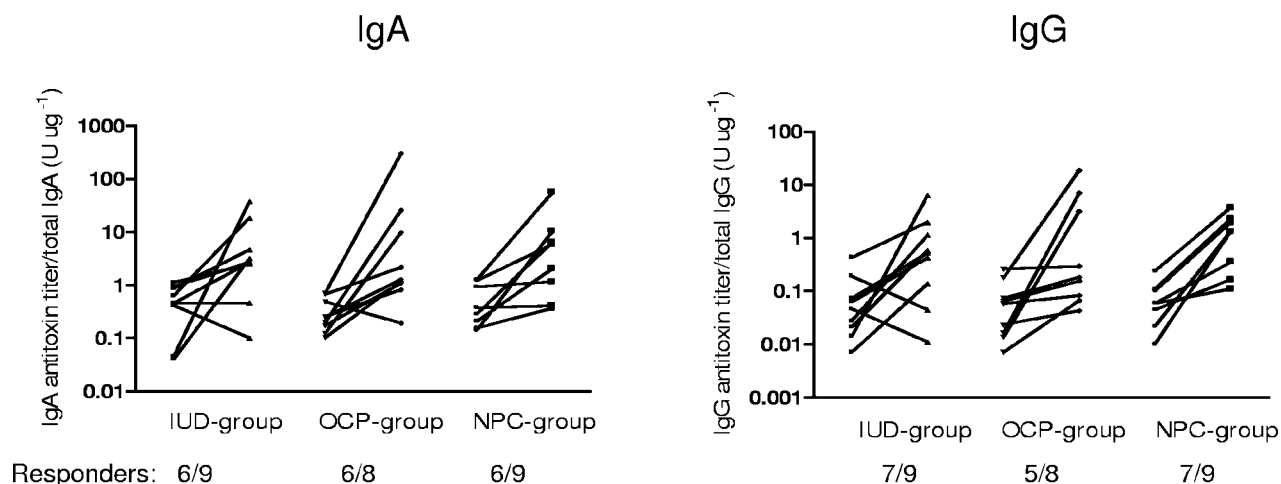 IgA
IgA antitoxin titer/total IgA (U ug⁻¹)
1000
100
10
1
0.1
0.01
IUD-group OCP-group NPC-group
Responders: 6/9 6/8 6/9
IgG
IgG antitoxin titer/total IgG (U ug⁻¹)
100
10
1
0.1
0.01
0.001
IUD-group OCP-group NPC-group
7/9 5/8 7/9